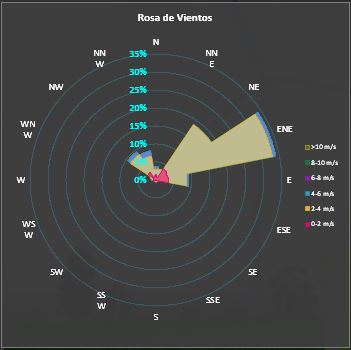 Rosa de Vientos
N
NN
W
NN
E
35%
30%
25%
20%
15%
10%
5%
0%
NW
NE
WN
W
ENE
W
E
WS
W
ESE
SW
SE
SS
W
SSE
S
>10 m/s
8-10 m/s
6-8 m/s
4-6 m/s
2-4 m/s
0-2 m/s